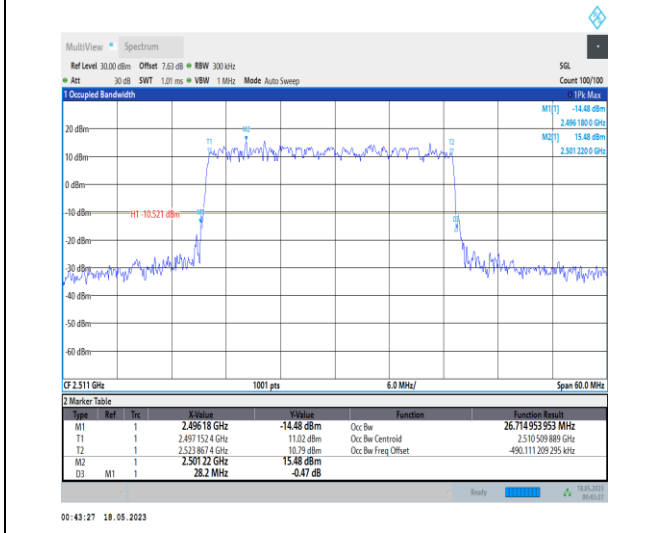 MultiView Spectrum
Ref Level 30.00 dBm Offset 7.63 dB RBW 300 kHz SGL
Att 30 dB SWT 1.01 ms VBW 1 MHz Mode Auto Sweep Count 100/100
1 Occupied Bandwidth 1Pk Max
M1[1] -14.48 dBm
2.496 180 0 GHz
M2[1] 15.48 dBm
2.501 220 0 GHz
20 dBm
T1 M2 T2
10 dBm
0 dBm
-10 dBm
H1 -10.521 dBm M1 D3
-20 dBm
-30 dBm
-40 dBm
-50 dBm
-60 dBm
CF 2.511 GHz 1001 pts 6.0 MHz/ Span 60.0 MHz
2 Marker Table
Type Ref Trc X-Value Y-Value Function Function Result
M1 1 2.496 18 GHz -14.48 dBm Occ Bw 26.714 953 953 MHz
T1 1 2.497 152 4 GHz 11.02 dBm Occ Bw Centroid 2.510 509 889 GHz
T2 1 2.523 867 4 GHz 10.79 dBm Occ Bw Freq Offset -490.111 209 295 kHz
M2 1 2.501 22 GHz 15.48 dBm
D3 M1 1 28.2 MHz -0.47 dB
Ready 18.05.2023
00:43:27
00:43:27 18.05.2023